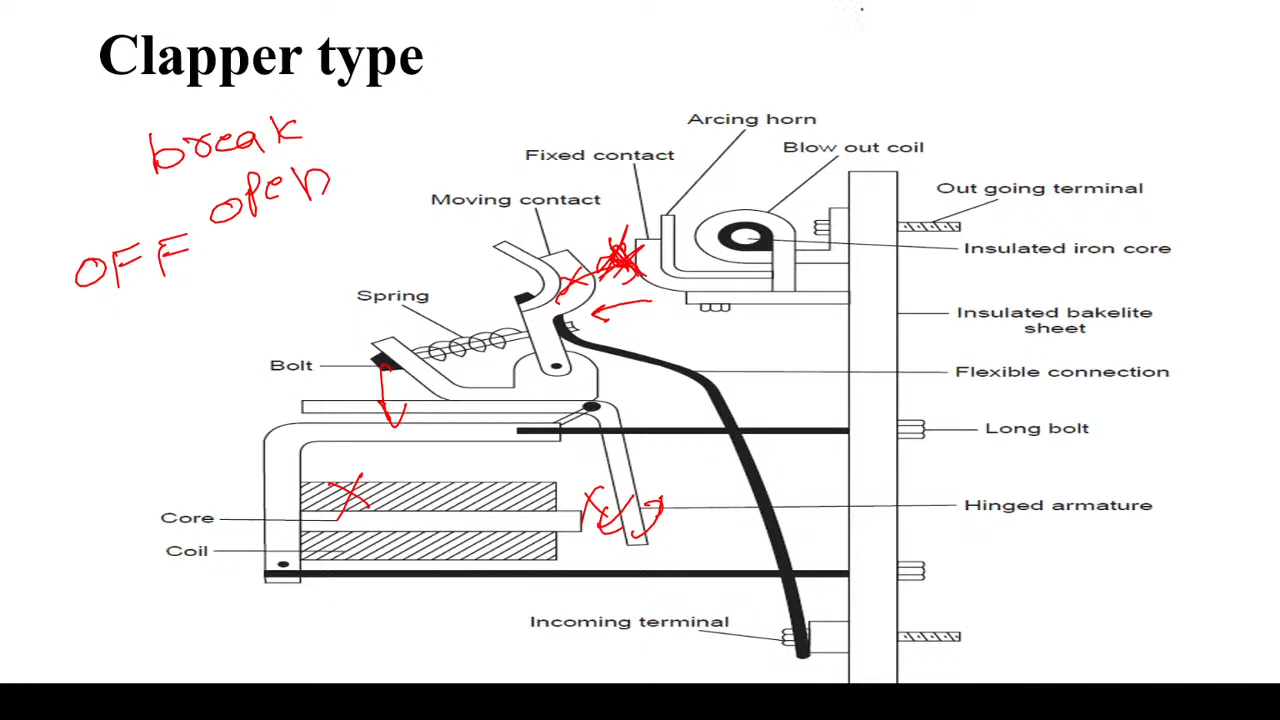 Clapper type
break
open
OFF
Arcing horn
Fixed contact
Blow out coil
Moving contact
Out going terminal
Insulated iron core
Spring
Insulated bakelite
sheet
Bolt
Flexible connection
Long bolt
Core
Hinged armature
Coil
Incoming terminal